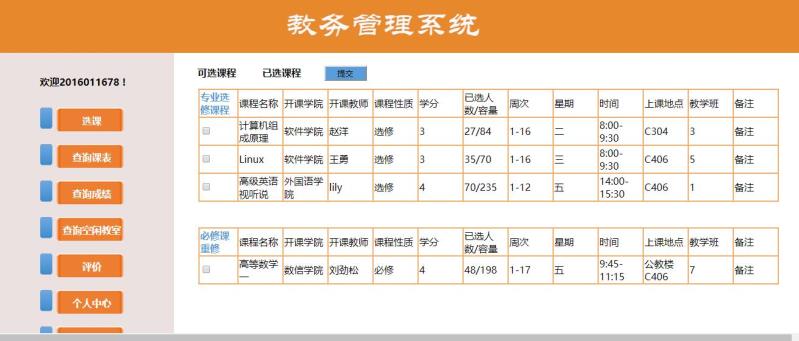 教务管理系统
欢迎2016011678！
选课
查询课表
查询成绩
查询空闲教室
评价
个人中心
可选课程 已选课程 提交
专业选修课程 课程名称 开课学院 开课教师 课程性质 学分 已选人数/容量 周次 星期 时间 上课地点 教学班 备注
计算机组成原理 软件学院 赵洋 选修 3 27/84 1-16 二 8:00-9:30 C304 3 备注
Linux 软件学院 王勇 选修 3 35/70 1-16 三 8:00-9:30 C406 5 备注
高级英语视听说 外国语学院 lily 选修 4 70/235 1-12 五 14:00-15:30 C406 1 备注
必修课重修 课程名称 开课学院 开课教师 课程性质 学分 已选人数/容量 周次 星期 时间 上课地点 教学班 备注
高等数学一 数信学院 刘劲松 必修 4 48/198 1-17 五 9:45-11:15 公教楼C406 7 备注